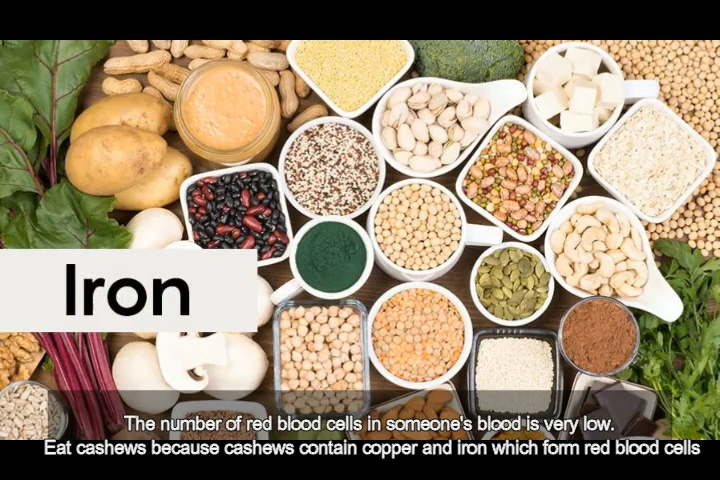 Iron
The number of red blood cells in someone's blood is very low.
Eat cashews because cashews contain copper and iron which form red blood cells